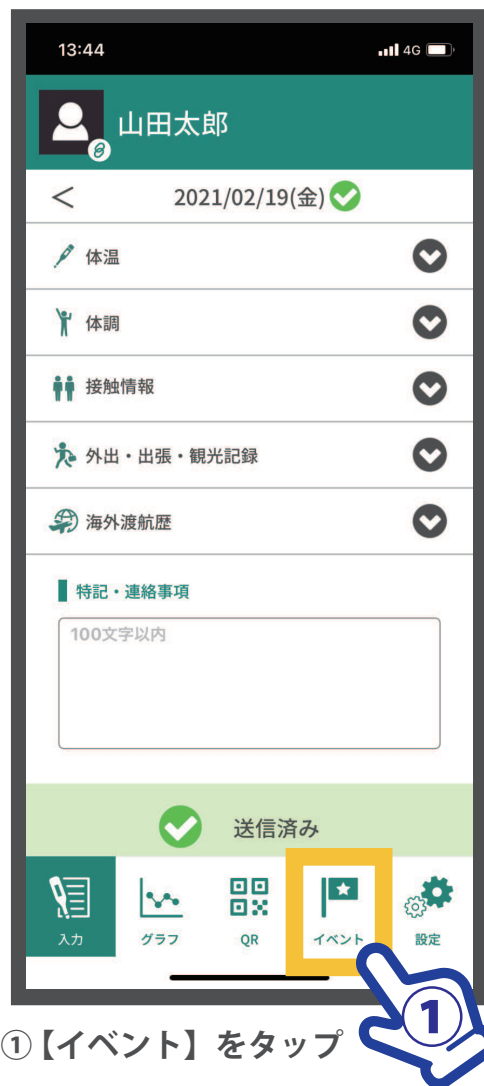 13:44
4G
山田太郎
< 2021/02/19(金)
体温
体調
接触情報
外出・出張・観光記録
海外渡航歴
特記・連絡事項
100文字以内
送信済み
入力 グラフ QR イベント 設定
1
①【イベント】をタップ